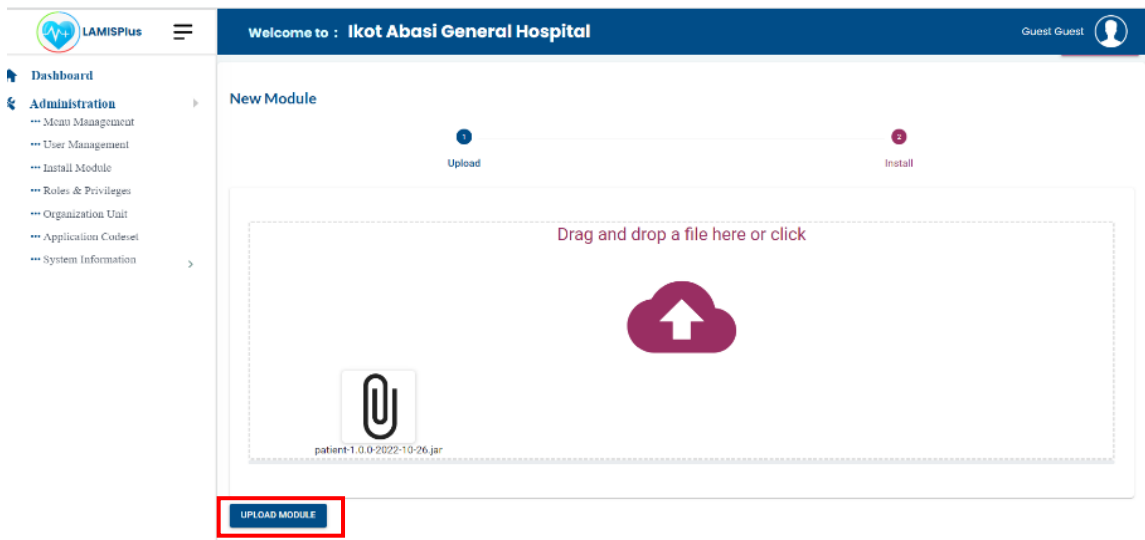 LAMISPlus
Welcome to : Ikot Abasi General Hospital
Guest Guest
Dashboard
Administration
Menu Management
User Management
Install Module
Roles & Privileges
Organization Unit
Application Codeset
System Information
New Module
1
Upload
2
Install
Drag and drop a file here or click
patient-1.0.0-2022-10-26.jar
UPLOAD MODULE